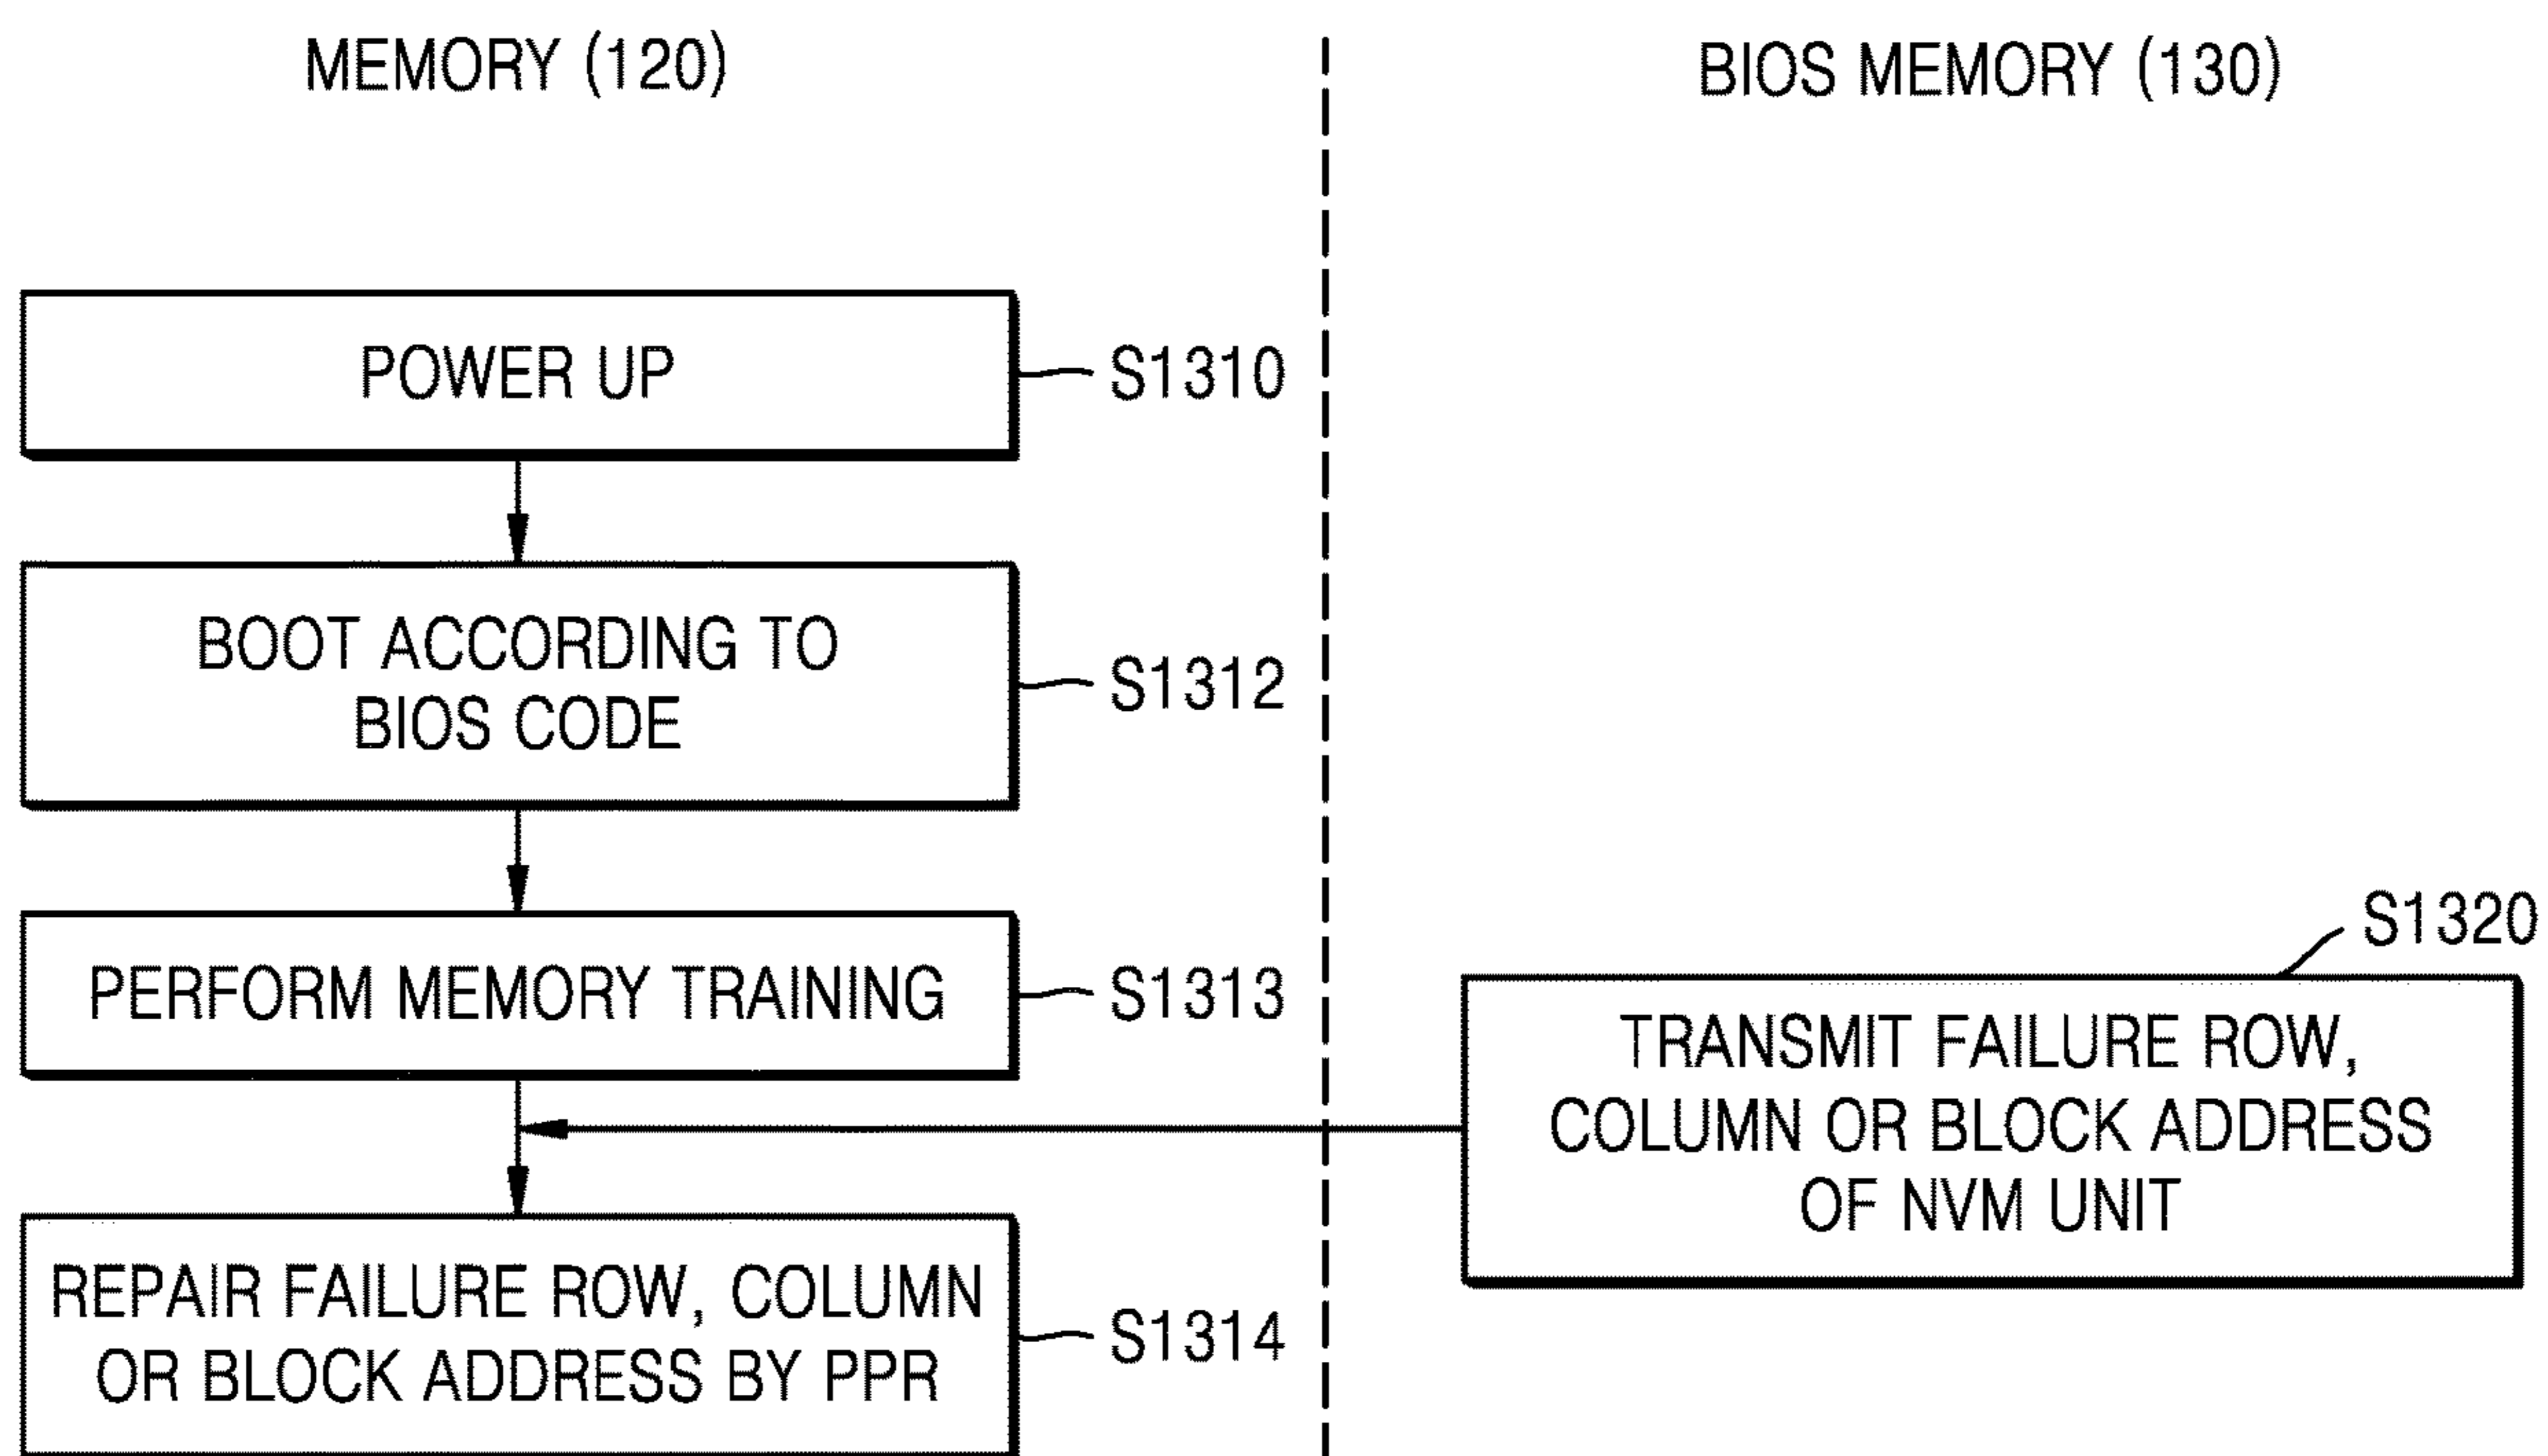 MEMORY (120)
BIOS MEMORY (130)
POWER UP
S1310
BOOT ACCORDING TO
BIOS CODE
S1312
PERFORM MEMORY TRAINING
S1313
S1320
TRANSMIT FAILURE ROW,
COLUMN OR BLOCK ADDRESS
OF NVM UNIT
REPAIR FAILURE ROW, COLUMN
OR BLOCK ADDRESS BY PPR
S1314